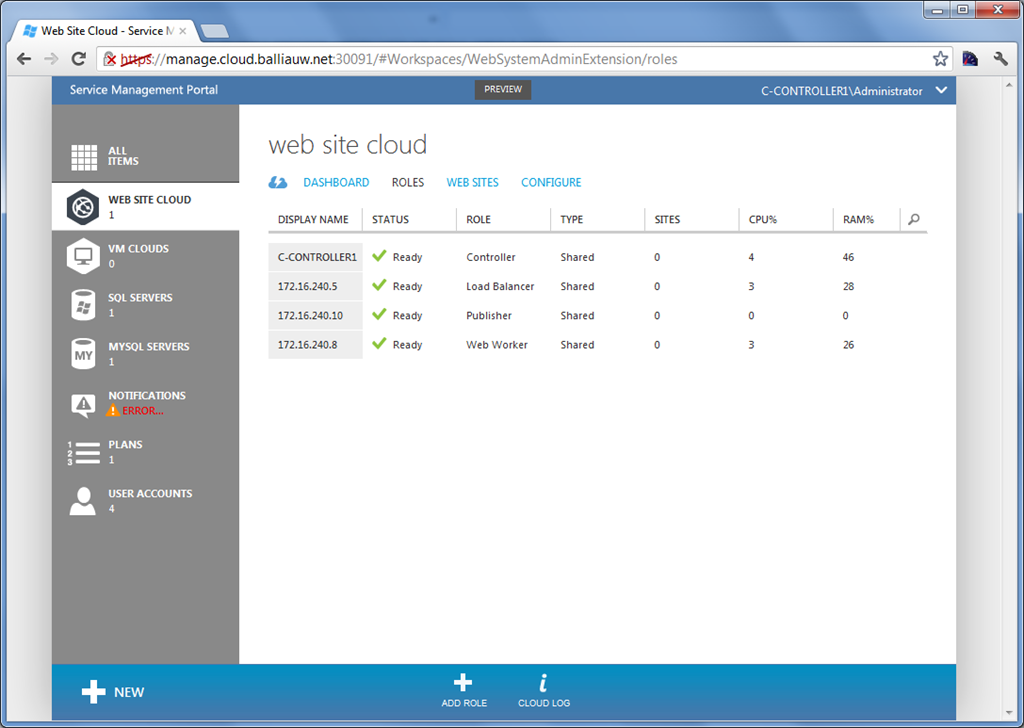 Web Site Cloud - Service M
https://manage.cloud.balliauw.net:30091/#Workspaces/WebSystemAdminExtension/roles
Service Management Portal
PREVIEW
C-CONTROLLER1\Administrator
ALL
ITEMS
WEB SITE CLOUD
1
VM CLOUDS
0
SQL SERVERS
1
MY
MYSQL SERVERS
1
NOTIFICATIONS
ERROR...
1
2
3
PLANS
1
USER ACCOUNTS
4
web site cloud
DASHBOARD ROLES WEB SITES CONFIGURE
DISPLAY NAME STATUS ROLE TYPE SITES CPU% RAM%
C-CONTROLLER1 Ready Controller Shared 0 4 46
172.16.240.5 Ready Load Balancer Shared 0 3 28
172.16.240.10 Ready Publisher Shared 0 0 0
172.16.240.8 Ready Web Worker Shared 0 3 26
NEW
ADD ROLE
i
CLOUD LOG